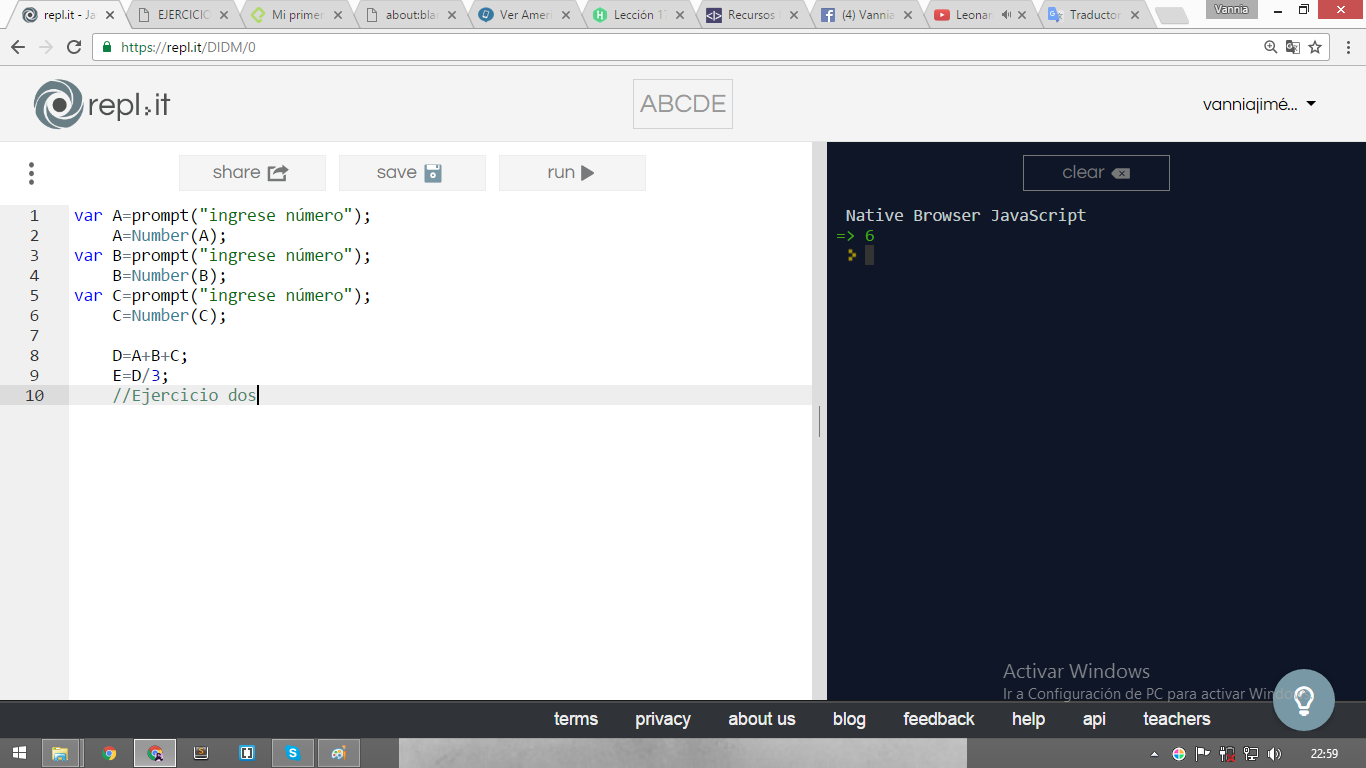 repl.it - Ja
EJERCICIO
Mi primer
about:blan
Ver Ameri
Lección 17
Recursos
(4) Vannia
Leonar
Traductor
Vannia
https://repl.it/DIDM/0
repl.it
ABCDE
vanniajimé...
share
save
run
clear
1 var A=prompt("ingrese número");
2 A=Number(A);
3 var B=prompt("ingrese número");
4 B=Number(B);
5 var C=prompt("ingrese número");
6 C=Number(C);
7
8 D=A+B+C;
9 E=D/3;
10 //Ejercicio dos
Native Browser JavaScript
=> 6
Activar Windows
Ir a Configuración de PC para activar Windows
terms privacy about us blog feedback help api teachers
22:59